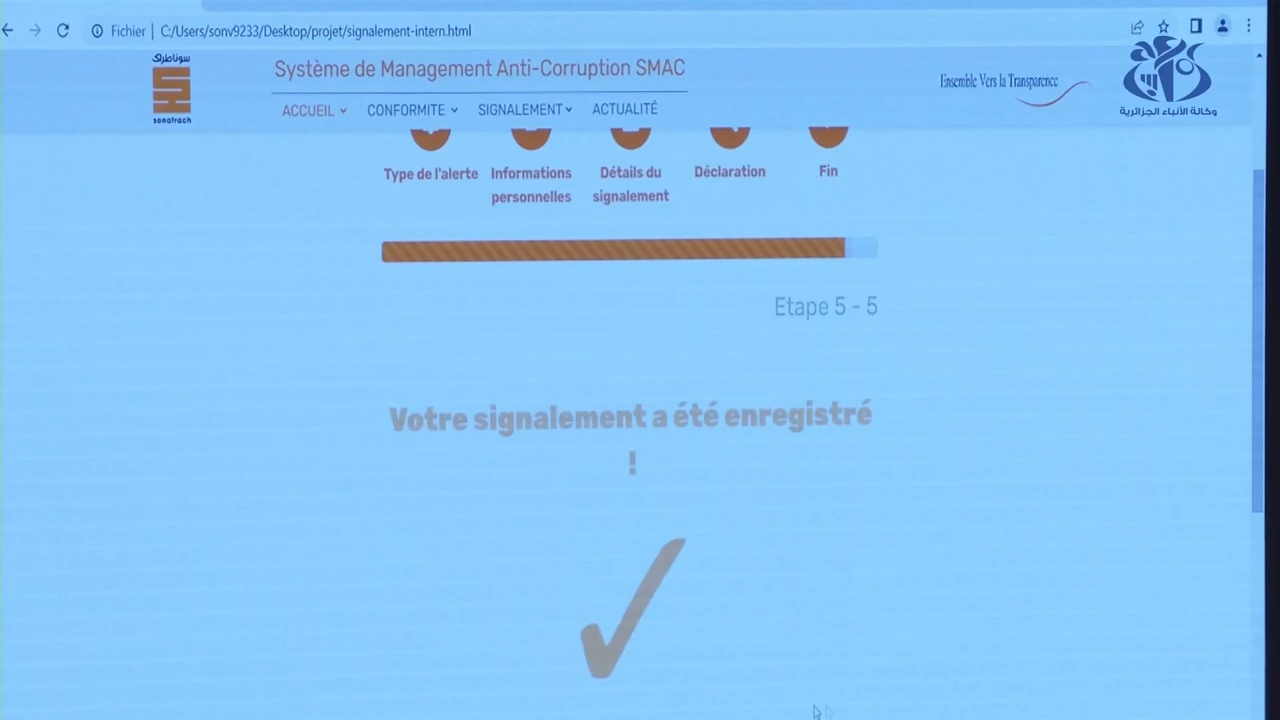 Fichier | C:/Users/sonv9233/Desktop/projet/signalement-intern.html
سوناطراك
sonatrach
Système de Management Anti-Corruption SMAC
ACCUEIL CONFORMITE SIGNALEMENT ACTUALITÉ
Ensemble Vers la Transparence
وكالة الأنباء الجزائرية
Type de l'alerte
Informations personnelles
Détails du signalement
Déclaration
Fin
Etape 5 - 5
Votre signalement a été enregistré
!